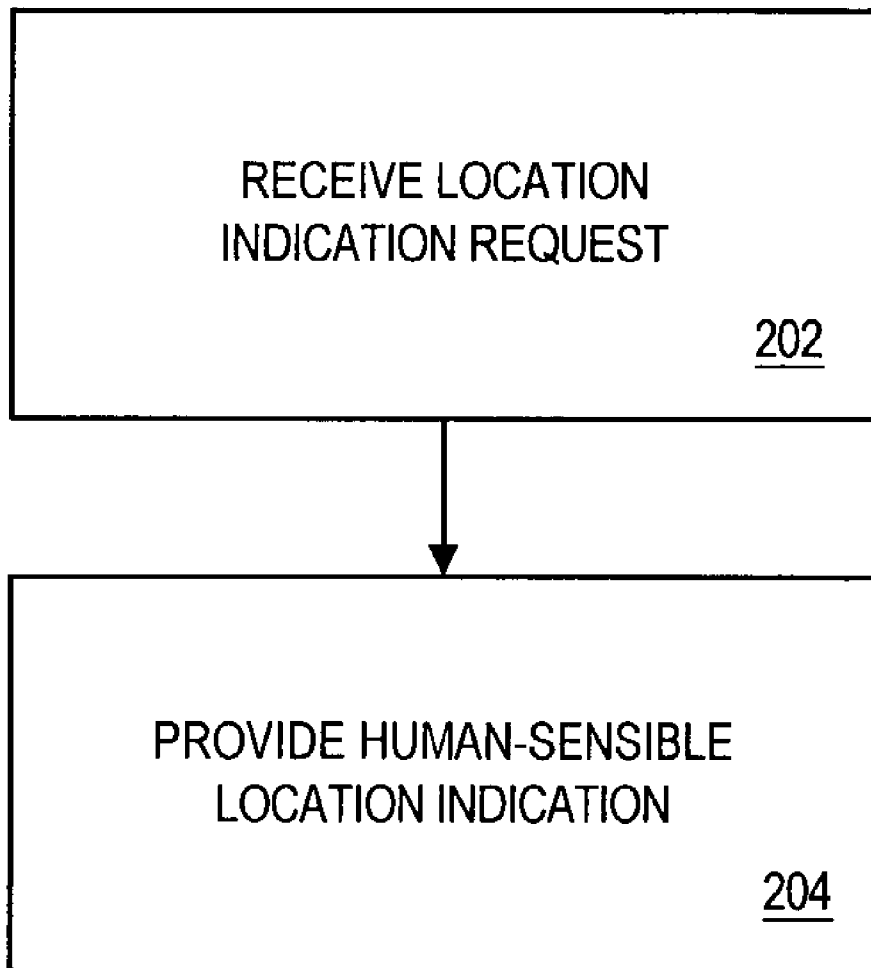 RECEIVE LOCATION
INDICATION REQUEST
202
PROVIDE HUMAN-SENSIBLE
LOCATION INDICATION
204